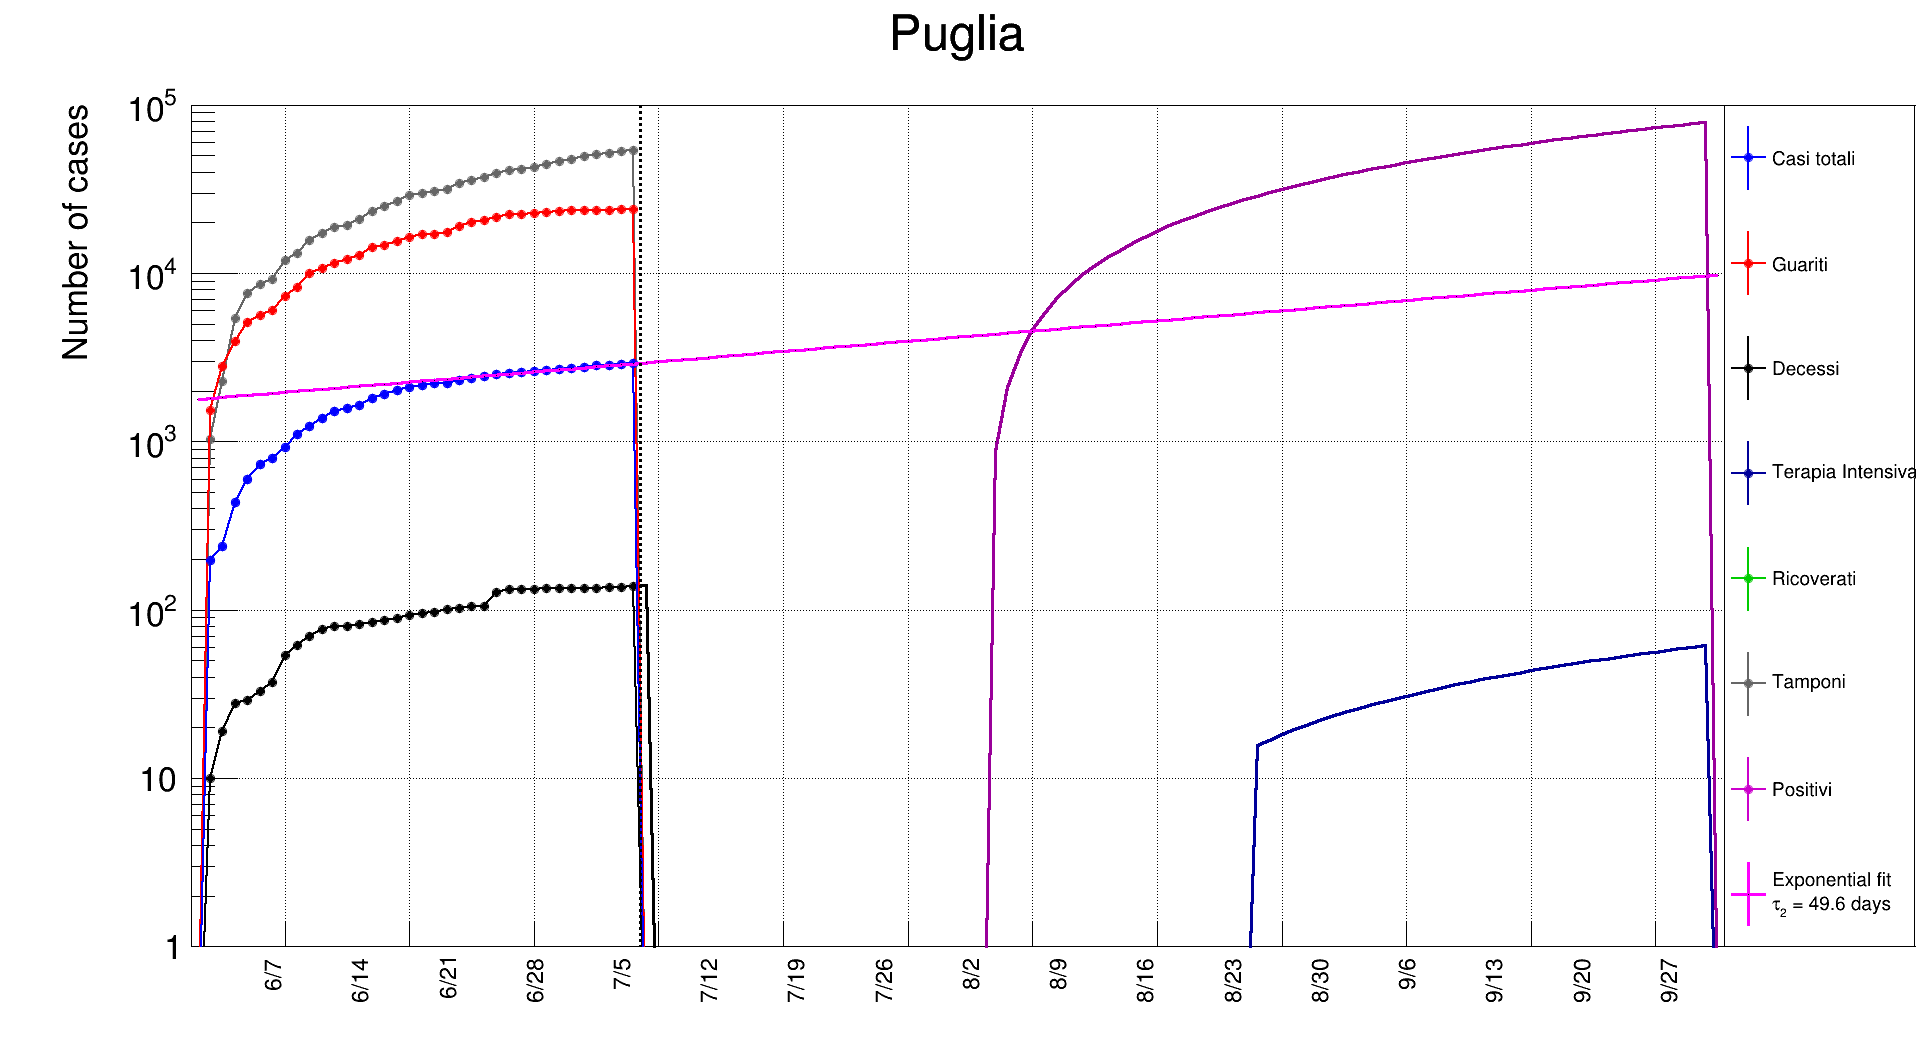 Puglia
Number of cases
10^5
10^4
10^3
10^2
10
1
6/7
6/14
6/21
6/28
7/5
7/12
7/19
7/26
8/2
8/9
8/16
8/23
8/30
9/6
9/13
9/20
9/27
Casi totali
Guariti
Decessi
Terapia Intensiva
Ricoverati
Tamponi
Positivi
Exponential fit
τ₂ = 49.6 days